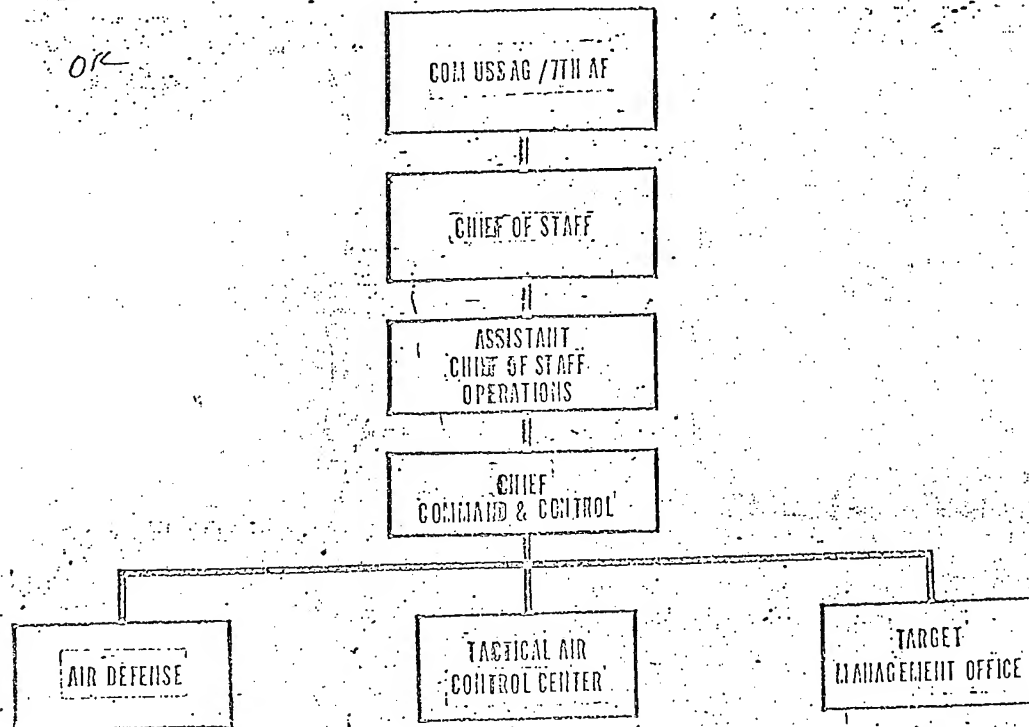 OK
COM USSAG / 7TH AF
CHIEF OF STAFF
ASSISTANT
CHIEF OF STAFF
OPERATIONS
CHIEF
COMMAND & CONTROL
AIR DEFENSE
TACTICAL AIR
CONTROL CENTER
TARGET
MANAGEMENT OFFICE